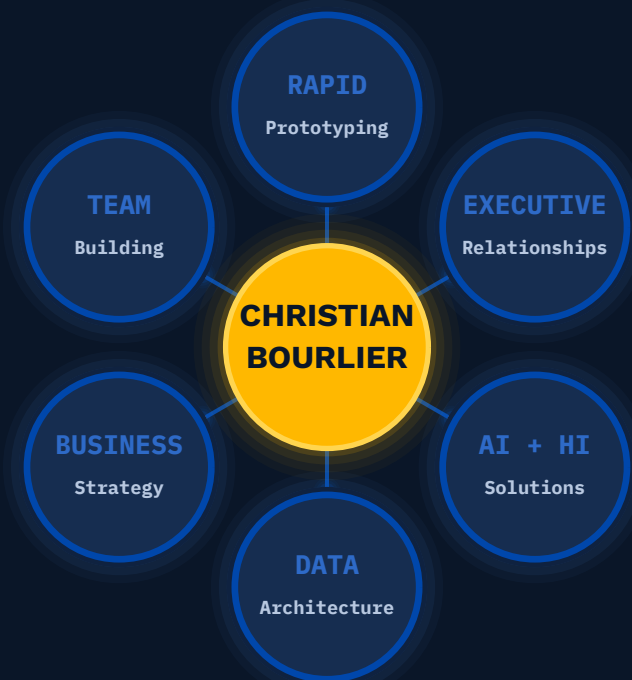 RAPID
Prototyping
TEAM
Building
EXECUTIVE
Relationships
CHRISTIAN
BOURLIER
BUSINESS
Strategy
AI + HI
Solutions
DATA
Architecture